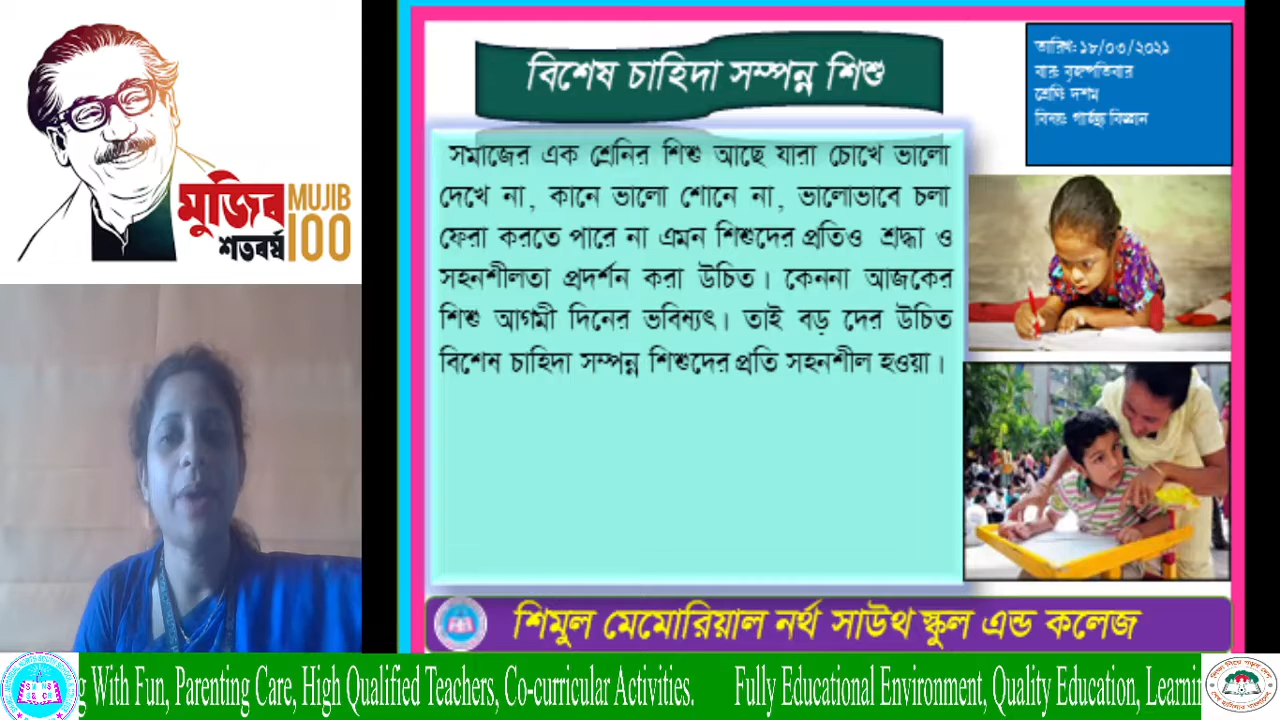 মুজিব
শতবর্ষ
MUJIB
100
বিশেষ চাহিদা সম্পন্ন শিশু
তারিখ: ১৮/০৩/২০২১
বার: বৃহস্পতিবার
শ্রেণি: দশম
বিষয়: গার্হস্থ্য বিজ্ঞান
সমাজের এক শ্রেনির শিশু আছে যারা চোখে ভালো
দেখে না, কানে ভালো শোনে না, ভালোভাবে চলা
ফেরা করতে পারে না এমন শিশুদের প্রতিও শ্রদ্ধা ও
সহনশীলতা প্রদর্শন করা উচিত। কেননা আজকের
শিশু আগমী দিনের ভবিষ্যৎ। তাই বড় দের উচিত
বিশেষ চাহিদা সম্পন্ন শিশুদের প্রতি সহনশীল হওয়া।
শিমুল মেমোরিয়াল নর্থ সাউথ স্কুল এন্ড কলেজ
With Fun, Parenting Care, High Qualified Teachers, Co-curricular Activities. Fully Educational Environment, Quality Education,